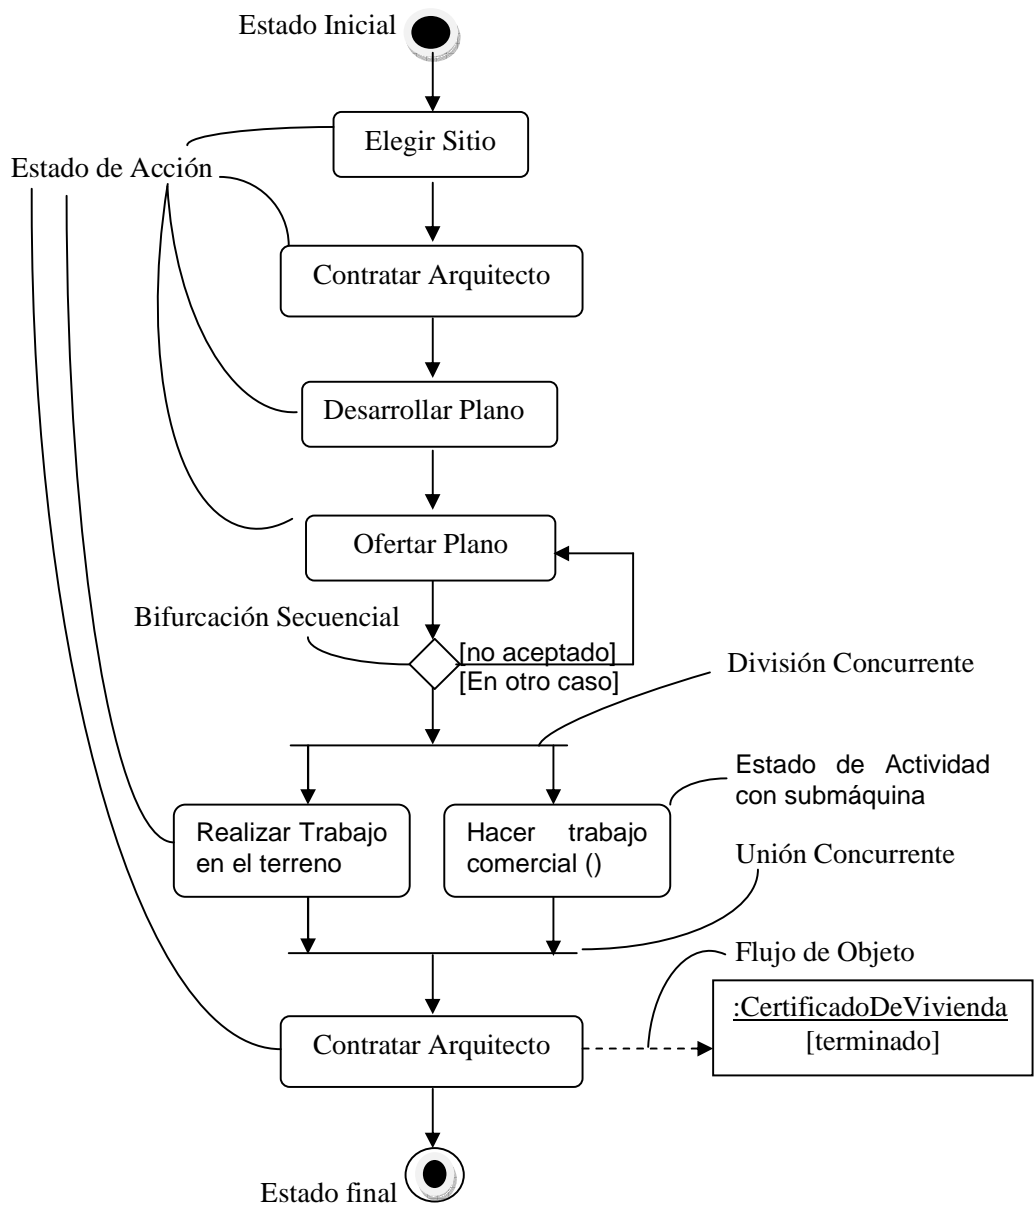 Estado Inicial
Elegir Sitio
Estado de Acción
Contratar Arquitecto
Desarrollar Plano
Ofertar Plano
Bifurcación Secuencial
[no aceptado]
[En otro caso]
División Concurrente
Estado de Actividad
con submáquina
Realizar Trabajo
en el terreno
Hacer trabajo
comercial ()
Unión Concurrente
Flujo de Objeto
:CertificadoDeVivienda
[terminado]
Contratar Arquitecto
Estado final